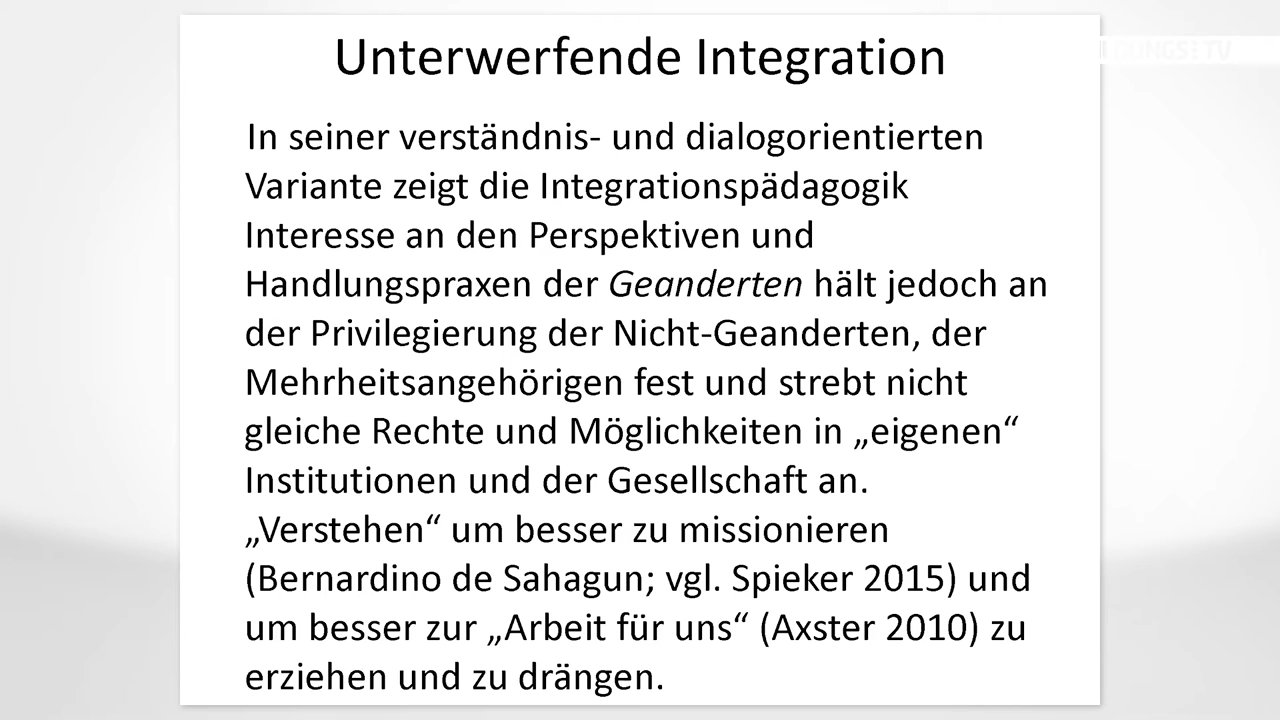 Unterwerfende Integration
In seiner verständnis- und dialogorientierten
Variante zeigt die Integrationspädagogik
Interesse an den Perspektiven und
Handlungspraxen der Geanderten hält jedoch an
der Privilegierung der Nicht-Geanderten, der
Mehrheitsangehörigen fest und strebt nicht
gleiche Rechte und Möglichkeiten in „eigenen“
Institutionen und der Gesellschaft an.
„Verstehen“ um besser zu missionieren
(Bernardino de Sahagun; vgl. Spieker 2015) und
um besser zur „Arbeit für uns“ (Axster 2010) zu
erziehen und zu drängen.
TV